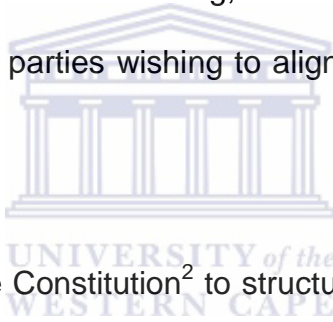 parties wishing to align
UNIVERSITY of the
e Constitution² to structu
WESTERN CAPE